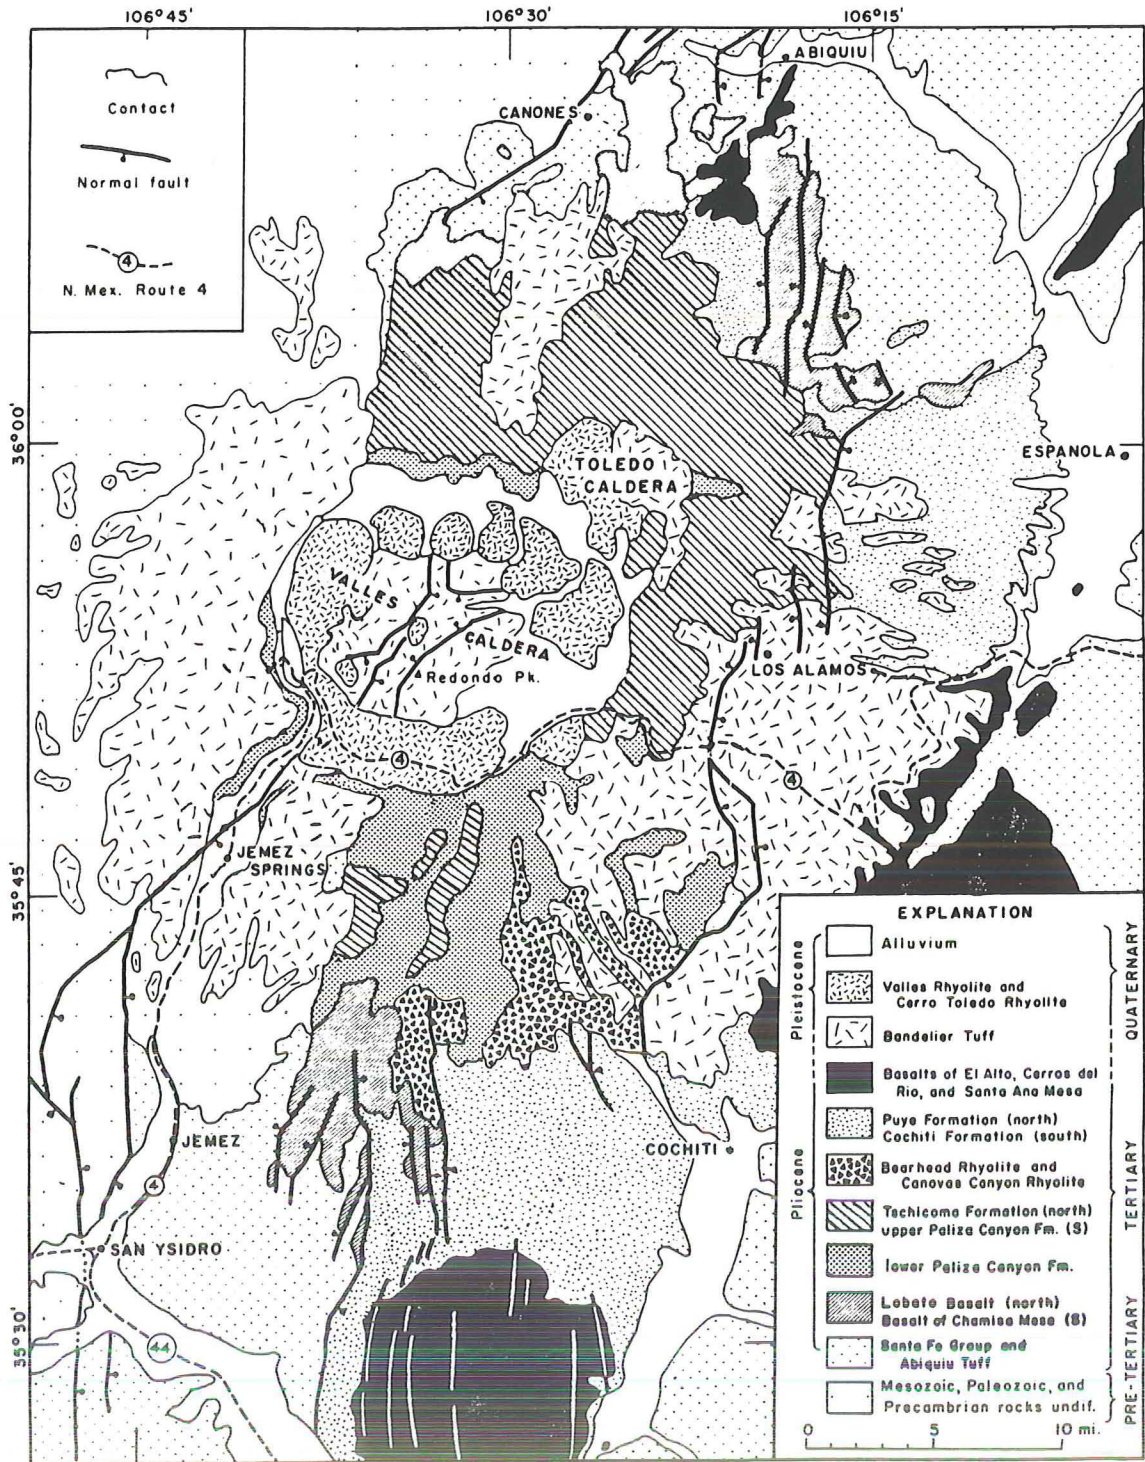 106°45' 106°30' 106°15'
Contact
Normal fault
4
N. Mex. Route 4
ABIQUIU
CANONES
36°00'
ESPANOLA
TOLEDO
CALDERA
VALLES
CALDERA
Redondo Pk.
LOS ALAMOS
4
4
JEMEZ
SPRINGS
35°45'
JEMEZ
COCHITI
4
SAN YSIDRO
35°30'
44
EXPLANATION
Alluvium
Valles Rhyolite and
Cerro Toledo Rhyolite
Bandelier Tuff
Basalts of El Alto, Cerros del
Rio, and Santa Ana Mesa
Puye Formation (north)
Cochiti Formation (south)
Bearhead Rhyolite and
Canovas Canyon Rhyolite
Tschicoma Formation (north)
upper Paliza Canyon Fm. (S)
lower Paliza Canyon Fm.
Lobato Basalt (north)
Basalt of Chamisa Mesa (S)
Santa Fe Group and
Abiquiu Tuff
Mesozoic, Paleozoic, and
Precambrian rocks undif.
Pleistocene
Pliocene
QUATERNARY
TERTIARY
PRE-TERTIARY
0 5 10 mi.